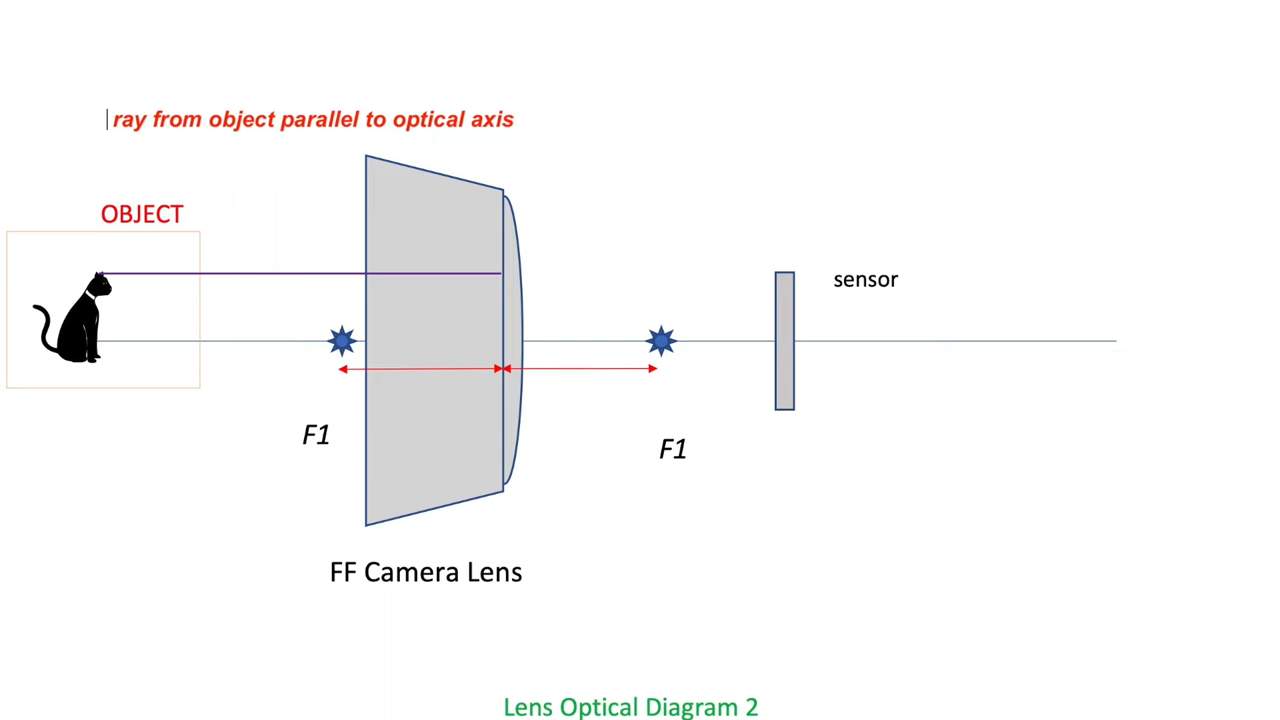 ray from object parallel to optical axis
OBJECT
sensor
F1
F1
FF Camera Lens
Lens Optical Diagram 2